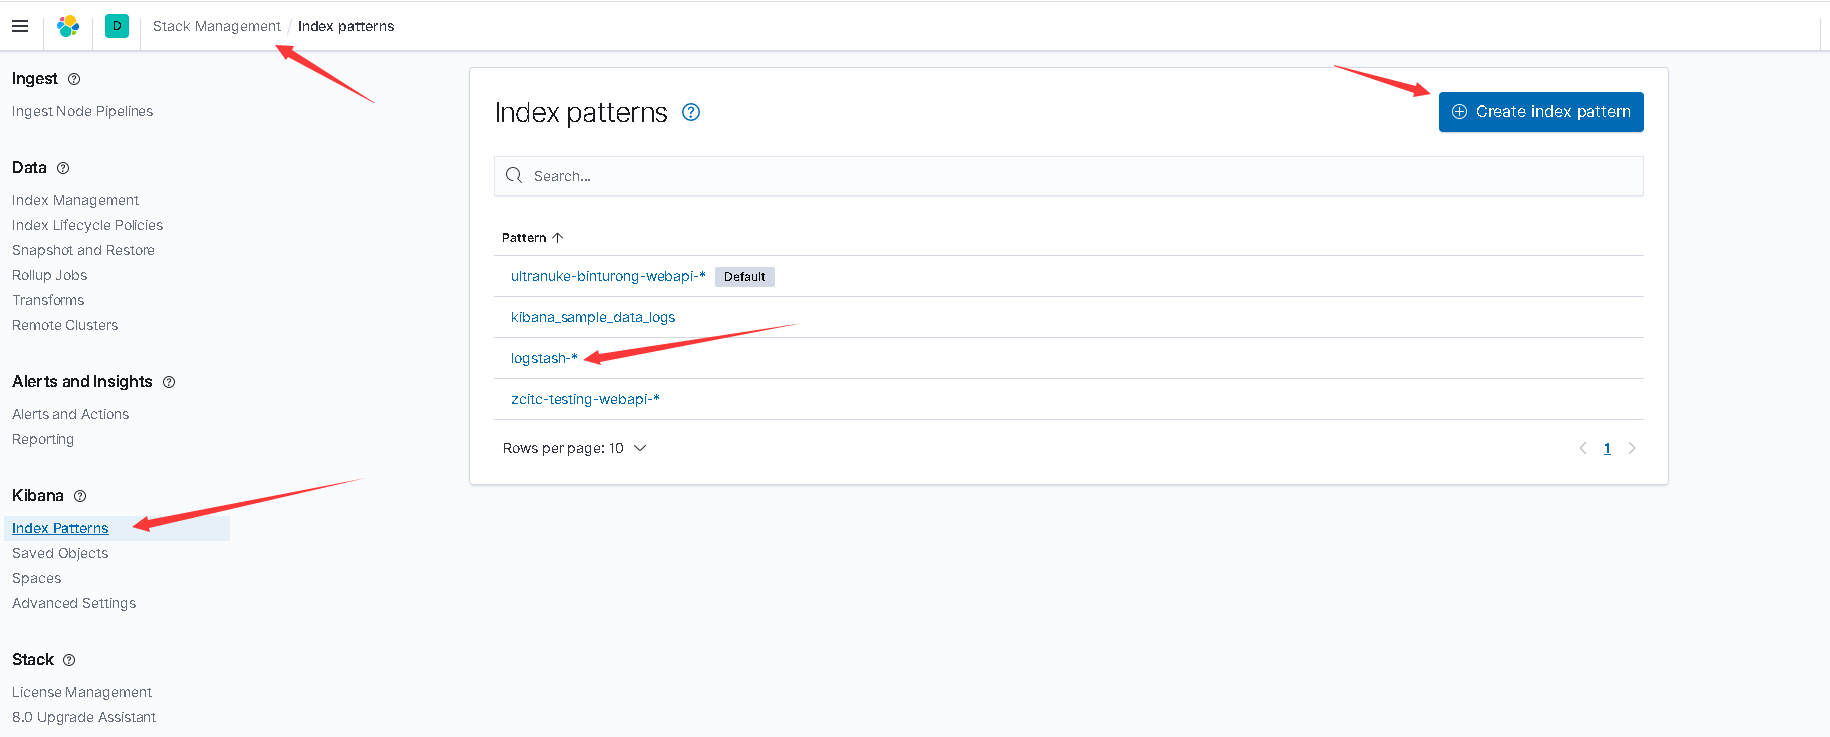 D
Stack Management / Index patterns
Ingest
Ingest Node Pipelines
Data
Index Management
Index Lifecycle Policies
Snapshot and Restore
Rollup Jobs
Transforms
Remote Clusters
Alerts and Insights
Alerts and Actions
Reporting
Kibana
Index Patterns
Saved Objects
Spaces
Advanced Settings
Stack
License Management
8.0 Upgrade Assistant
Index patterns
Create index pattern
Search...
Pattern
ultranuke-binturong-webapi-* Default
kibana_sample_data_logs
logstash-*
zcitc-testing-webapi-*
Rows per page: 10
1